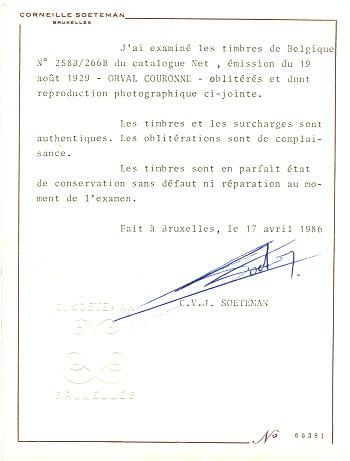 CORNEILLE SOETEMAN
BRUXELLES
J'ai examiné les timbres de Belgique
N° 258B/266B du catalogue Net , émission du 19
août 1929 - ORVAL COURONNE - oblitérés et dont
reproduction photographique ci-jointe.
Les timbres et les surcharges sont
authentiques. Les oblitérations sont de complai-
sance.
Les timbres sont en parfait état
de conservation sans défaut ni réparation au mo-
ment de l'examen.
Fait à Bruxelles, le 17 avril 1986
C. SOETEMAN
C.V.J. SOETEMAN
BRUXELLES
No 00381